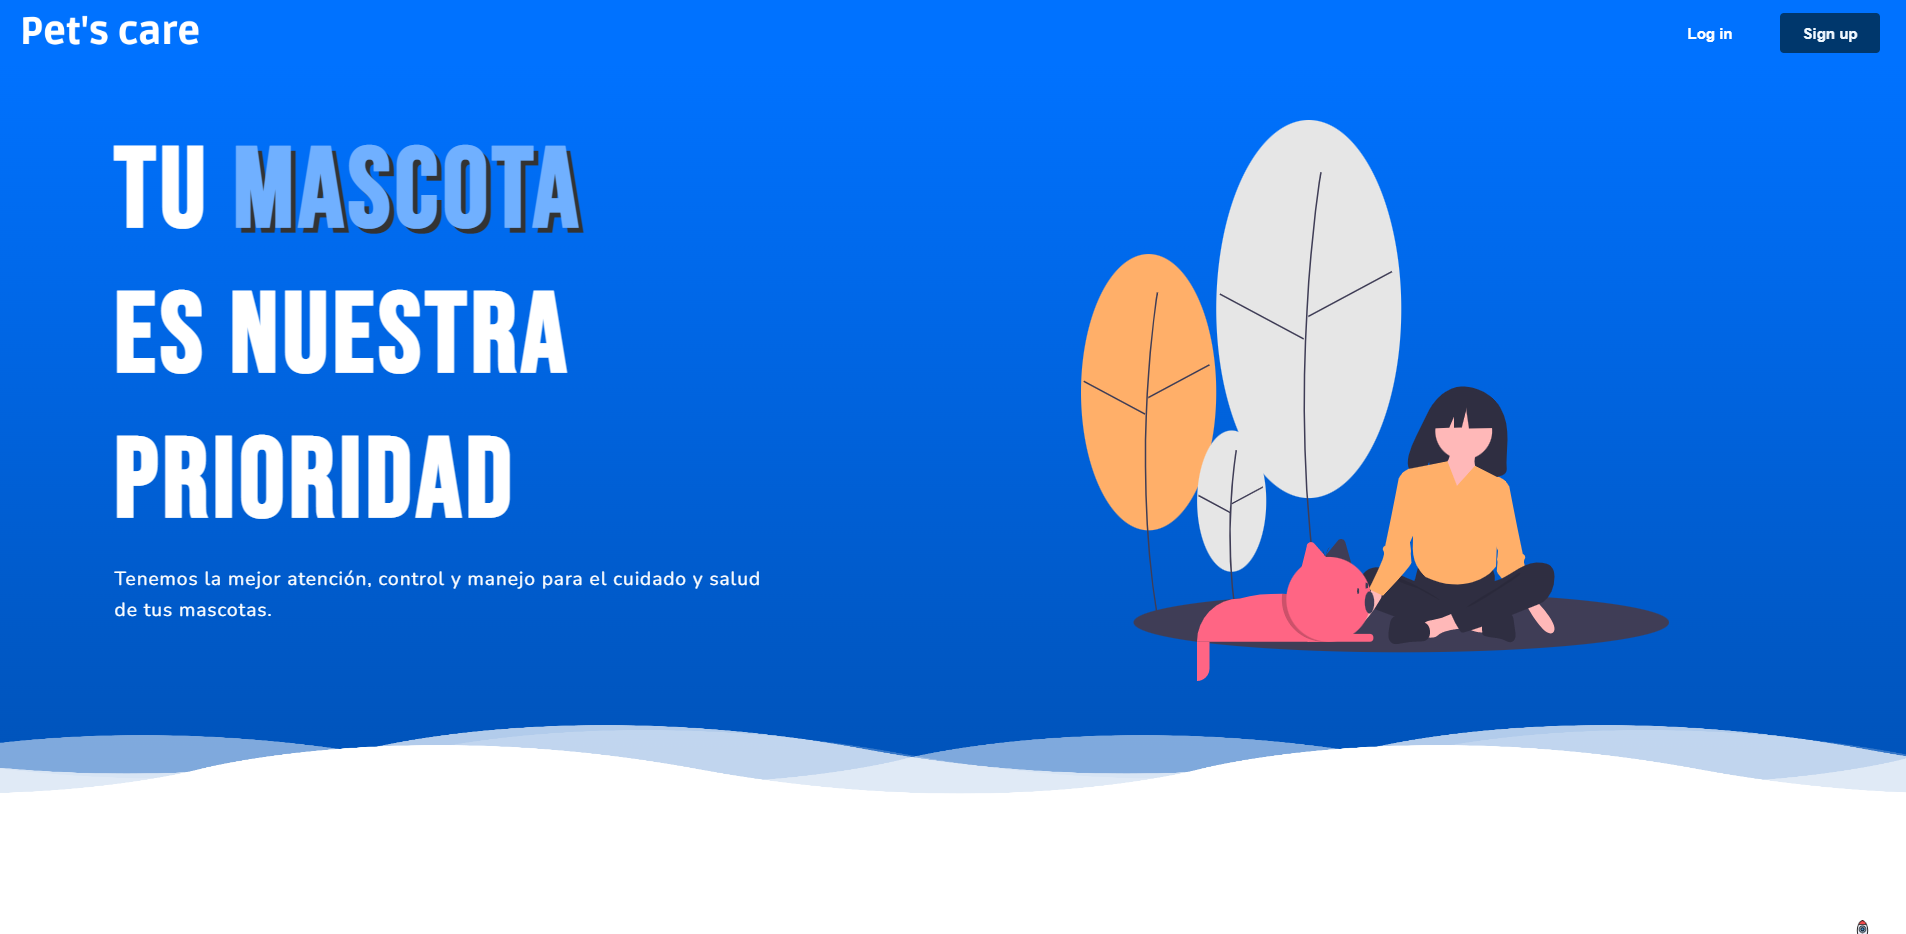 Pet's care
Log in
Sign up
TU MASCOTA
ES NUESTRA
PRIORIDAD
Tenemos la mejor atención, control y manejo para el cuidado y salud
de tus mascotas.